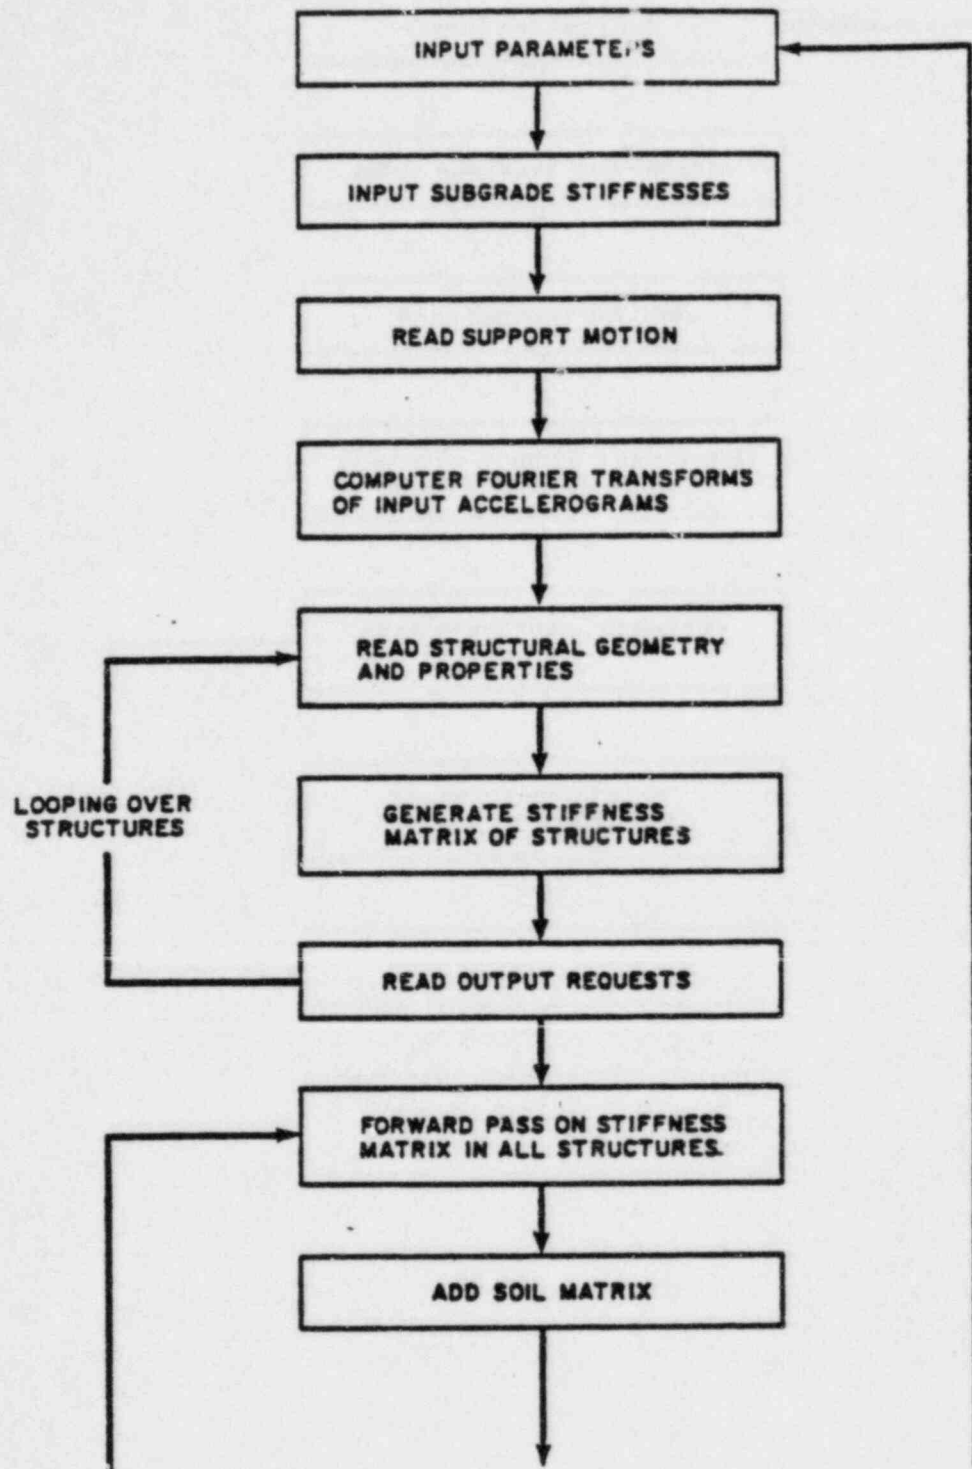 INPUT PARAMETERS
INPUT SUBGRADE STIFFNESSES
READ SUPPORT MOTION
COMPUTER FOURIER TRANSFORMS
OF INPUT ACCELEROGRAMS
READ STRUCTURAL GEOMETRY
AND PROPERTIES
LOOPING OVER
STRUCTURES
GENERATE STIFFNESS
MATRIX OF STRUCTURES
READ OUTPUT REQUESTS
FORWARD PASS ON STIFFNESS
MATRIX IN ALL STRUCTURES.
ADD SOIL MATRIX